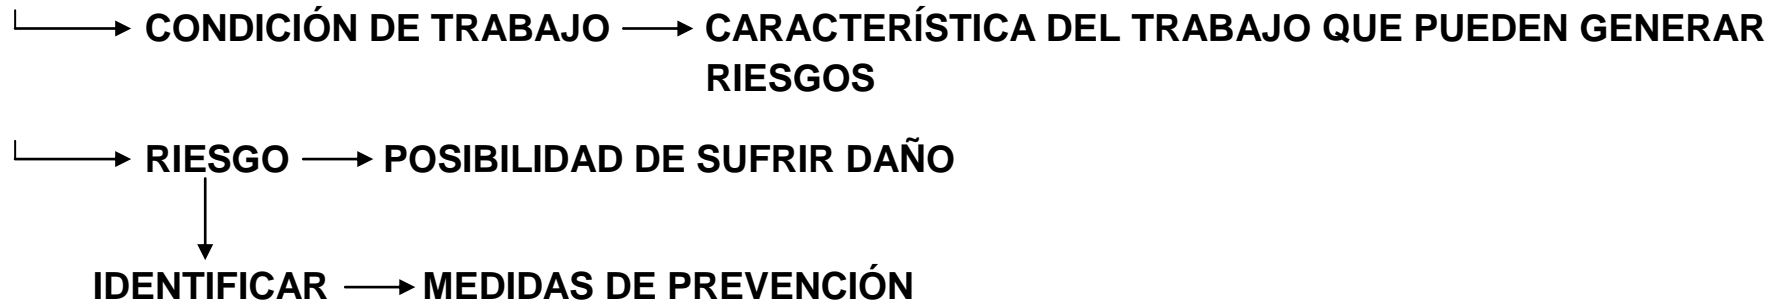 CONDICIÓN DE TRABAJO CARACTERÍSTICA DEL TRABAJO QUE PUEDEN GENERAR
RIESGOS
RIESGO POSIBILIDAD DE SUFRIR DAÑO
IDENTIFICAR MEDIDAS DE PREVENCIÓN